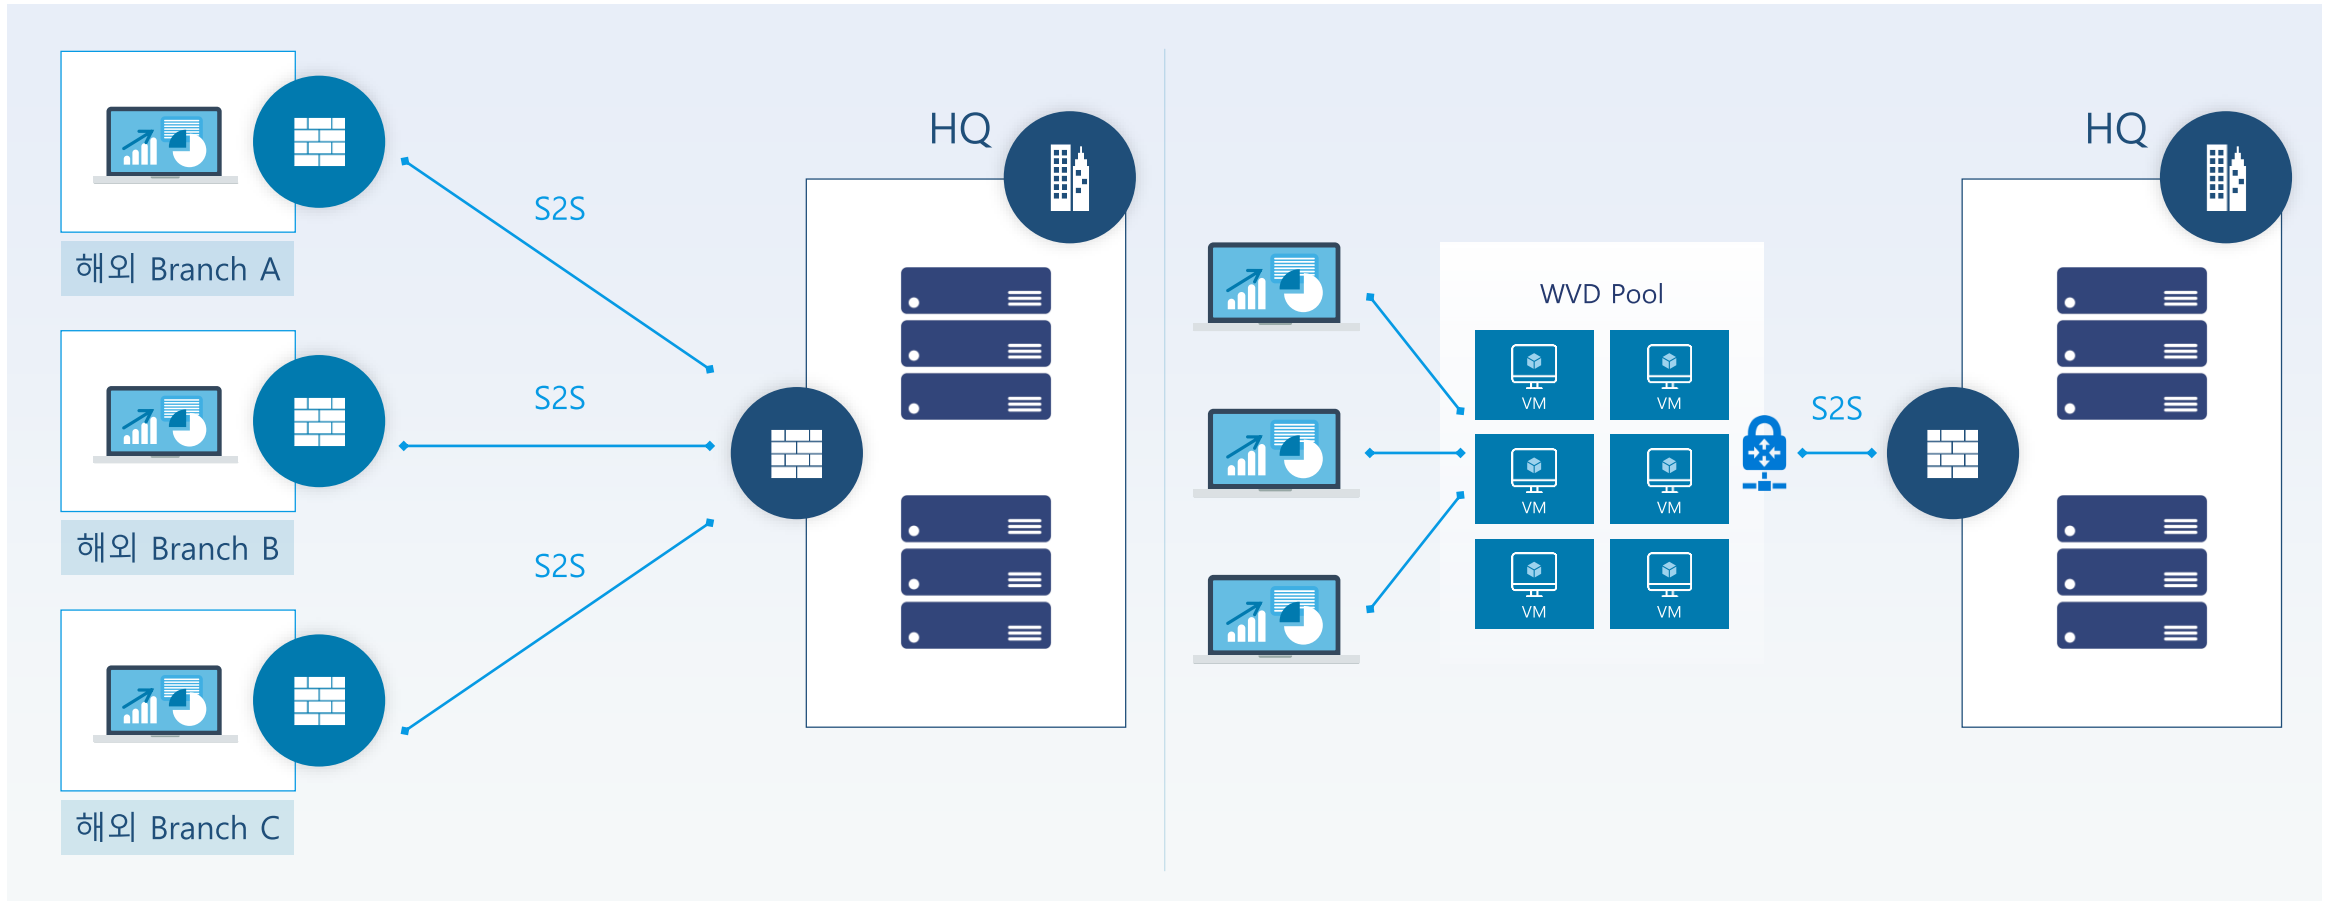 HQ
S2S
해외 Branch A
S2S
해외 Branch B
S2S
해외 Branch C
HQ
WVD Pool
VM
VM
S2S
VM
VM
VM
VM